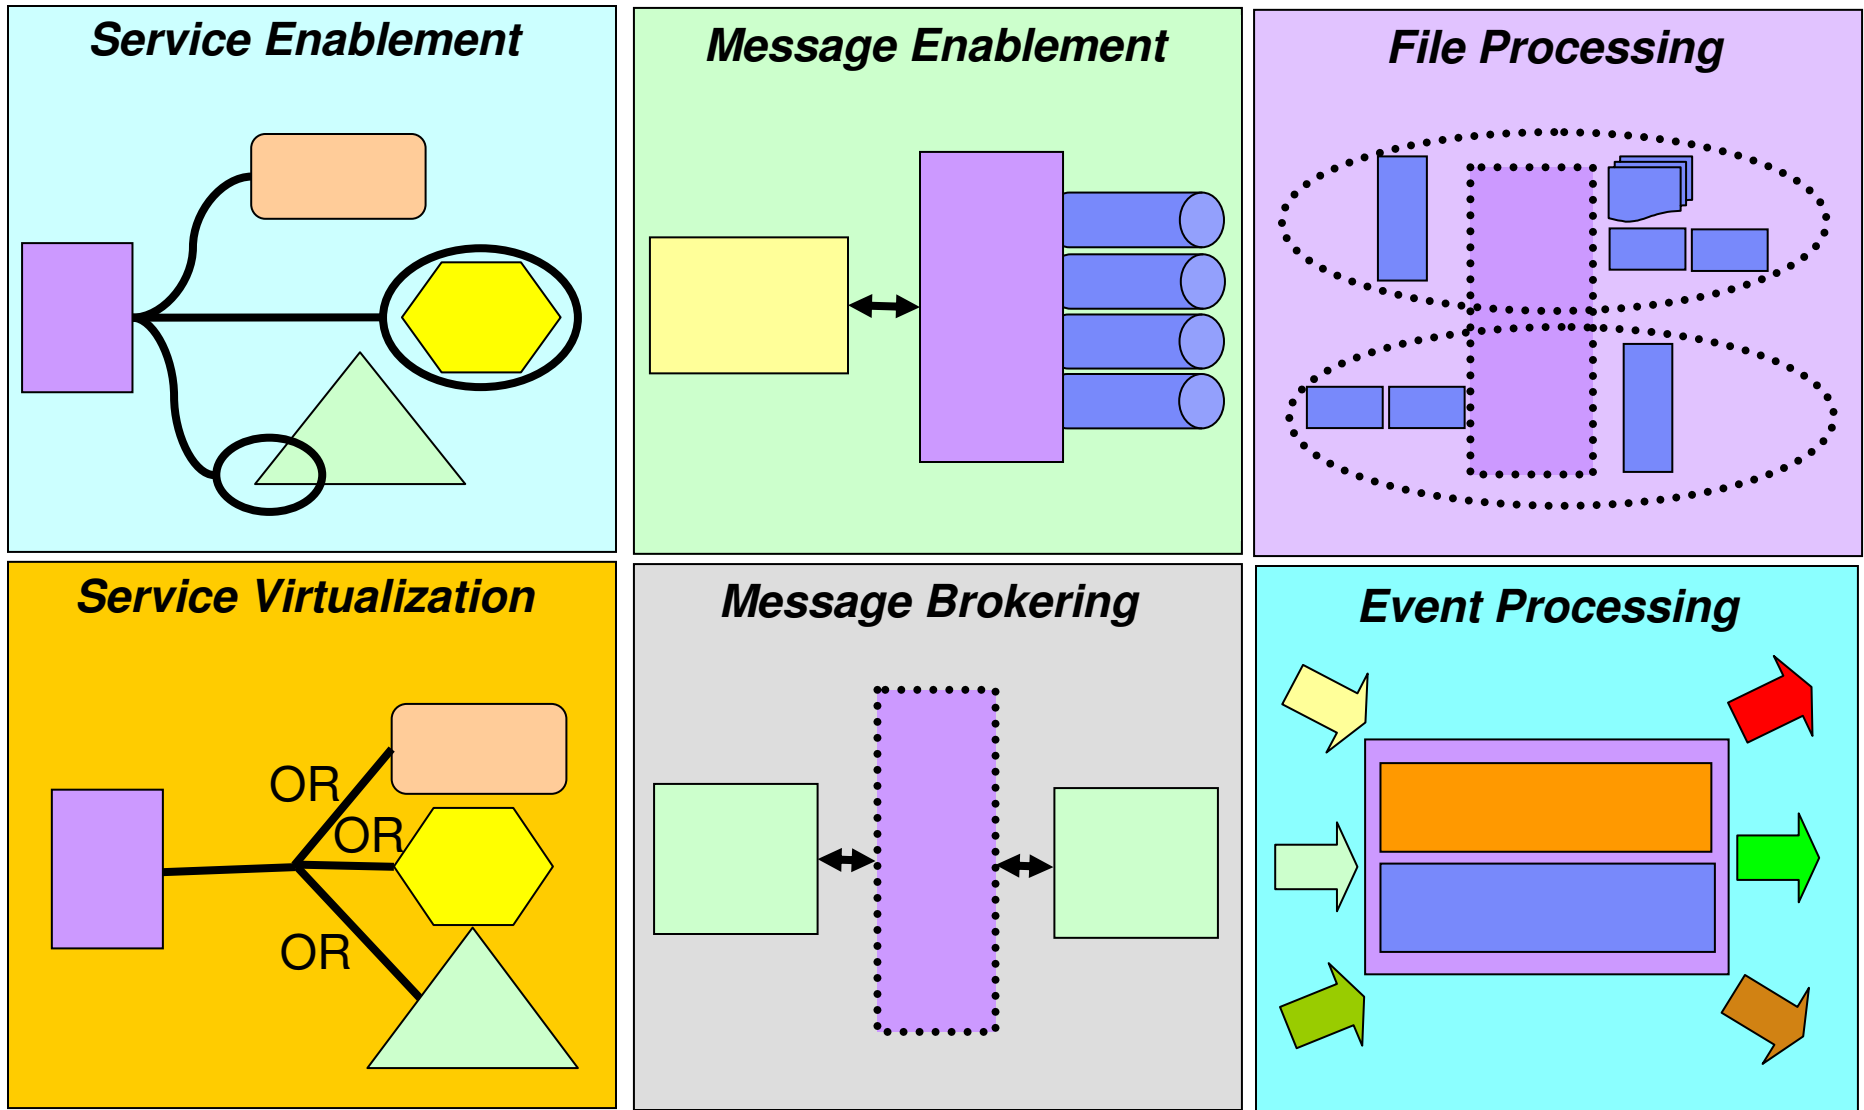 Service Enablement
Message Enablement
File Processing
Service Virtualization
OR
OR
OR
Message Brokering
Event Processing